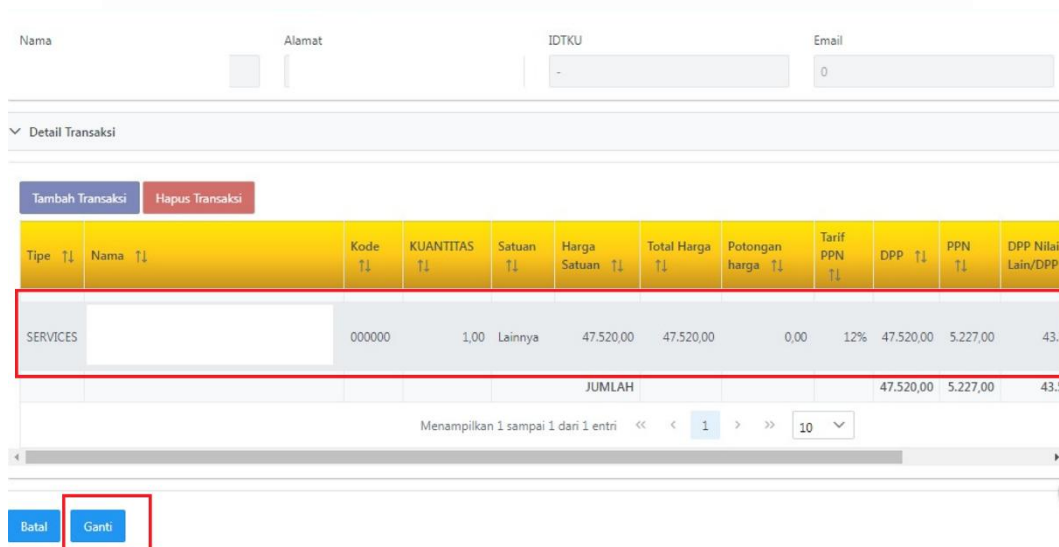 Nama Alamat IDTKU Email
- 0
Detail Transaksi
Tambah Transaksi Hapus Transaksi
Tipe Nama Kode KUANTITAS Satuan Harga Satuan Total Harga Potongan harga Tarif PPN DPP PPN DPP Nilai Lain/DPP
SERVICES 000000 1,00 Lainnya 47.520,00 47.520,00 0,00 12% 47.520,00 5.227,00 43.
JUMLAH 47.520,00 5.227,00
Menampilkan 1 sampai 1 dari 1 entri << < 1 > >> 10
Batal Ganti